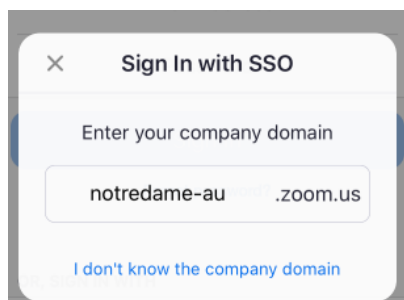 Sign In with SSO
Enter your company domain
notredame-au .zoom.us
I don't know the company domain